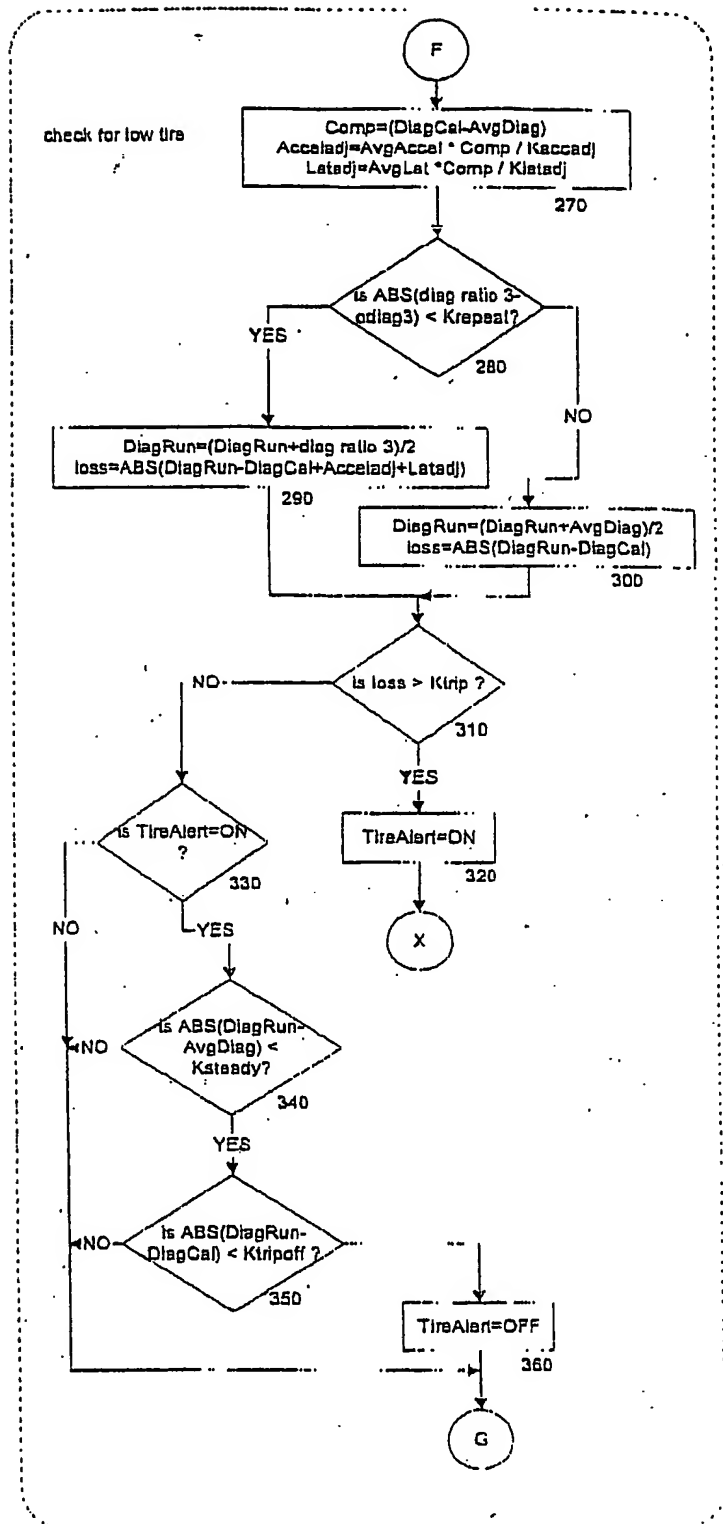 F
check for low tire
Comp=(DiagCal-AvgDiag)
Acceladj=AvgAccel * Comp / Kaccadj
Latadj=AvgLat *Comp / Klatadj
270
Is ABS(diag ratio 3-
odiag3) < Krepeat?
YES
280
NO
DiagRun=(DiagRun+diag ratio 3)/2
loss=ABS(DiagRun-DiagCal+Acceladj+Latadj)
290
DiagRun=(DiagRun+AvgDiag)/2
loss=ABS(DiagRun-DiagCal)
300
NO
Is loss > Ktrip ?
310
YES
Is TireAlert=ON
?
330
TireAlert=ON
320
NO
YES
X
Is ABS(DiagRun-
AvgDiag) <
Ksteady?
NO
340
YES
Is ABS(DiagRun-
DiagCal) < Ktripoff ?
NO
350
TireAlert=OFF
360
G